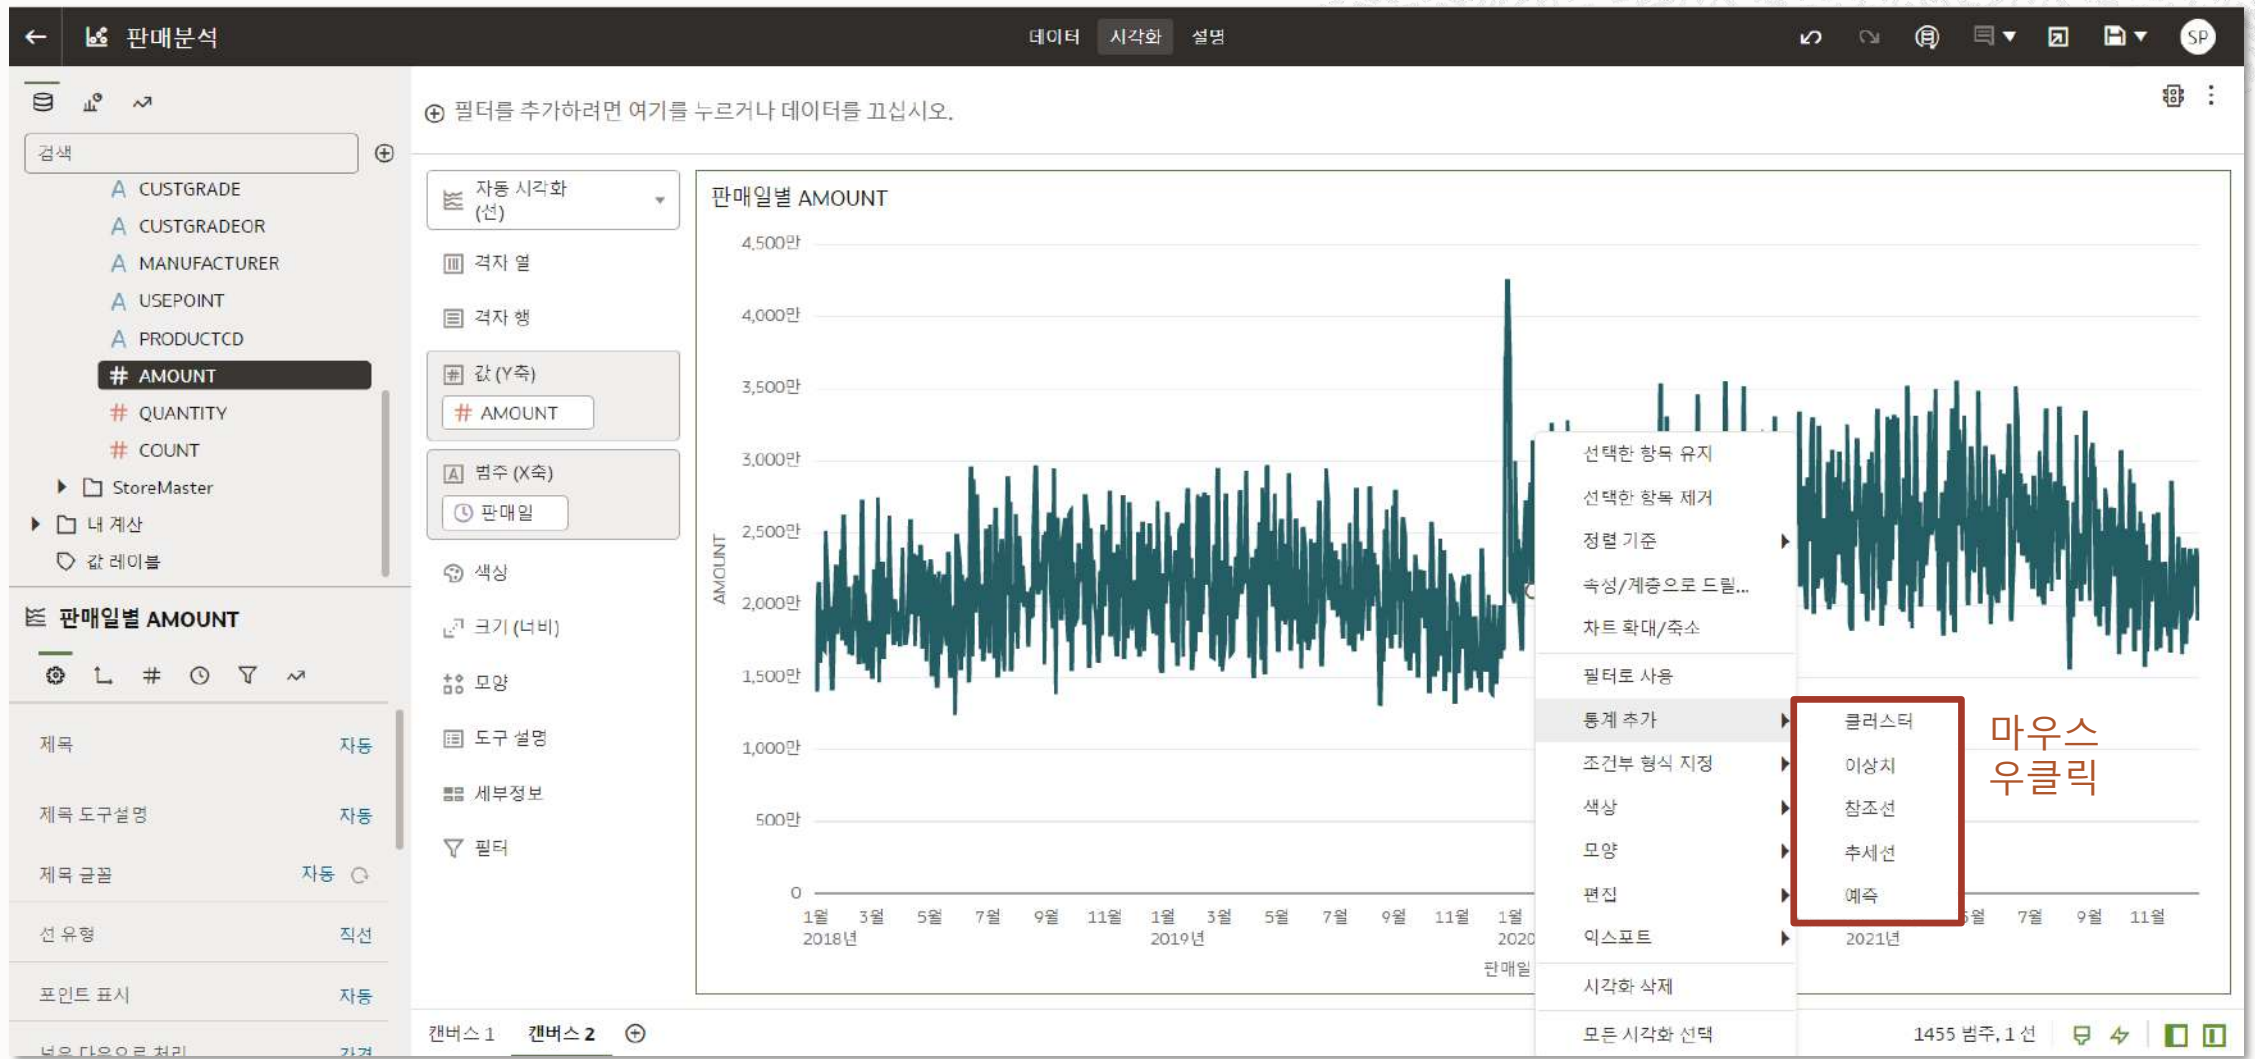 판매분석
데이터 시각화 설명
SP
필터를 추가하려면 여기를 누르거나 데이터를 끄십시오.
검색
A CUSTGRADE
A CUSTGRADEOR
A MANUFACTURER
A USEPOINT
A PRODUCTCD
# AMOUNT
# QUANTITY
# COUNT
StoreMaster
내 계산
값 레이블
판매일별 AMOUNT
제목 자동
제목 도구설명 자동
제목 글꼴 자동
선 유형 직선
포인트 표시 자동
자동 시각화
(선)
격자 열
격자 행
값 (Y축)
# AMOUNT
범주 (X축)
판매일
색상
크기 (너비)
모양
도구 설명
세부정보
필터
판매일별 AMOUNT
4,500만
4,000만
3,500만
3,000만
2,500만
2,000만
1,500만
1,000만
500만
0
AMOUNT
1월 3월 5월 7월 9월 11월 1월 3월 5월 7월 9월 11월 1월 5월 7월 9월 11월
2018년 2019년 2020 2021년
판매일
선택한 항목 유지
선택한 항목 제거
정렬 기준
속성/계층으로 드릴...
차트 확대/축소
필터로 사용
통계 추가
조건부 형식 지정
색상
모양
편집
익스포트
시각화 삭제
모든 시각화 선택
클러스터
이상치
참조선
추세선
예측
마우스
우클릭
캔버스 1 캔버스 2
1455 범주, 1 선